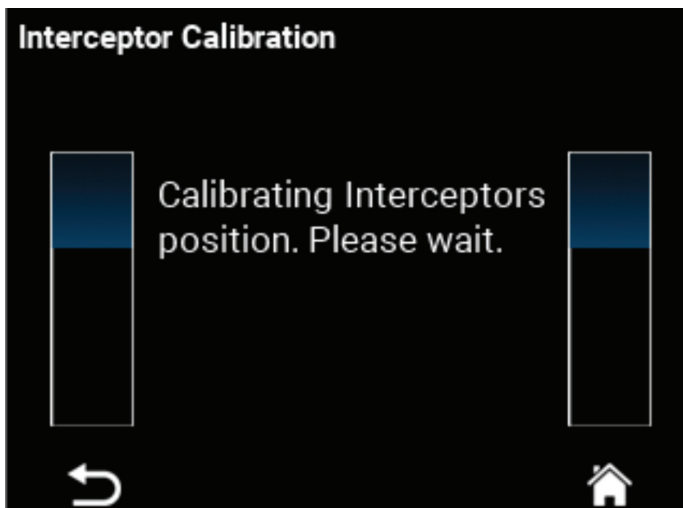 Interceptor Calibration
Calibrating Interceptors
position. Please wait.